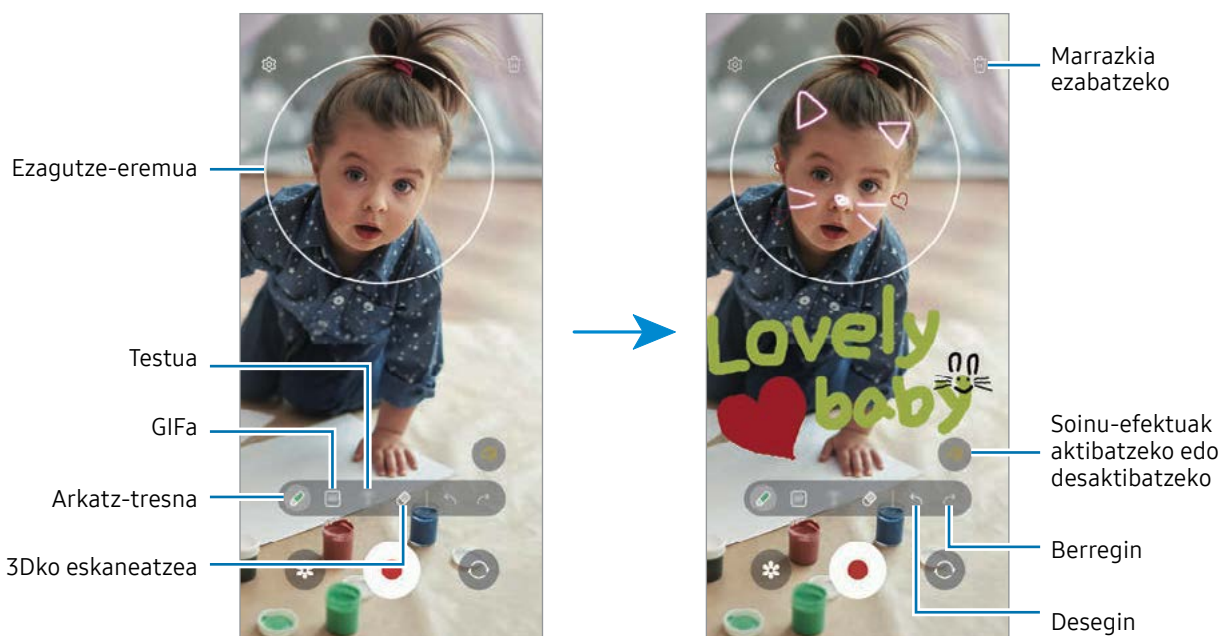 Ezagutze-eremua
Testua
GIFa
Arkatz-tresna
3Dko eskaneatzea
Marrazkia
ezabatzeko
Lovely
baby
Soinu-efektuak
aktibatzeko edo
desaktibatzeko
Berregin
Desegin